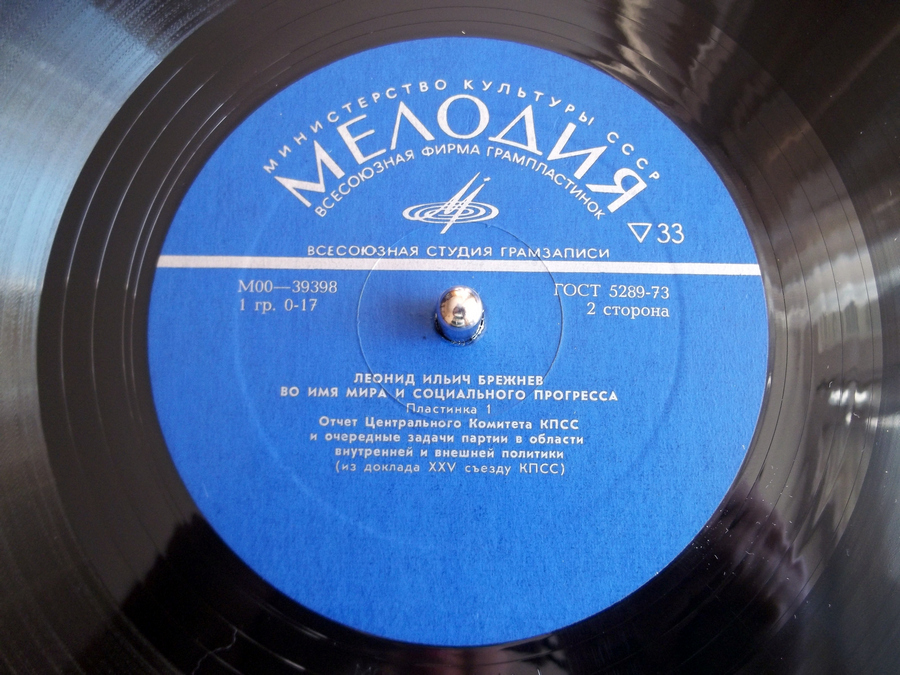 МИНИСТЕРСТВО КУЛЬТУРЫ СССР
МЕЛОДИЯ
ВСЕСОЮЗНАЯ ФИРМА ГРАМПЛАСТИНОК
▽33
ВСЕСОЮЗНАЯ СТУДИЯ ГРАМЗАПИСИ
М00—39398
ГОСТ 5289-73
1 гр. 0-17
2 сторона
ЛЕОНИД ИЛЬИЧ БРЕЖНЕВ
ВО ИМЯ МИРА И СОЦИАЛЬНОГО ПРОГРЕССА
Пластинка 1
Отчет Центрального Комитета КПСС
и очередные задачи партии в области
внутренней и внешней политики
(из доклада XXV съезду КПСС)